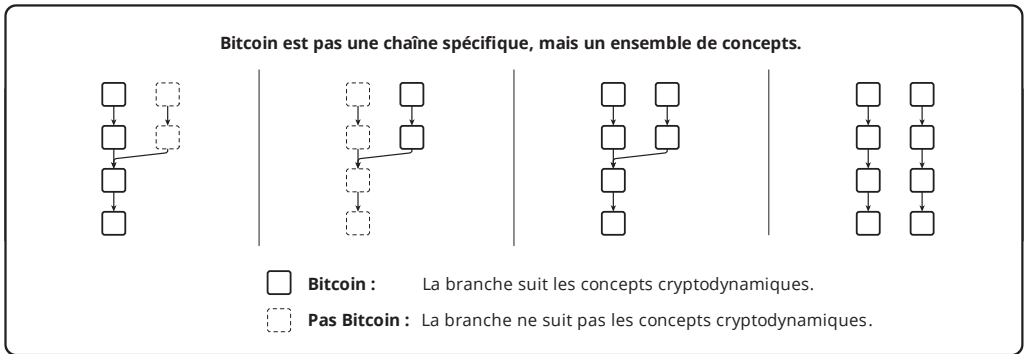 Bitcoin est pas une chaîne spécifique, mais un ensemble de concepts.
Bitcoin : La branche suit les concepts cryptodynamiques.
Pas Bitcoin : La branche ne suit pas les concepts cryptodynamiques.